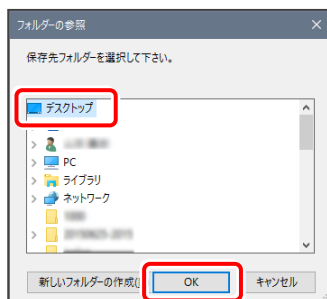 フォルダーの参照
保存先フォルダーを選択して下さい。
デスクトップ
PC
ライブラリ
ネットワーク
新しいフォルダーの作成(
OK
キャンセル